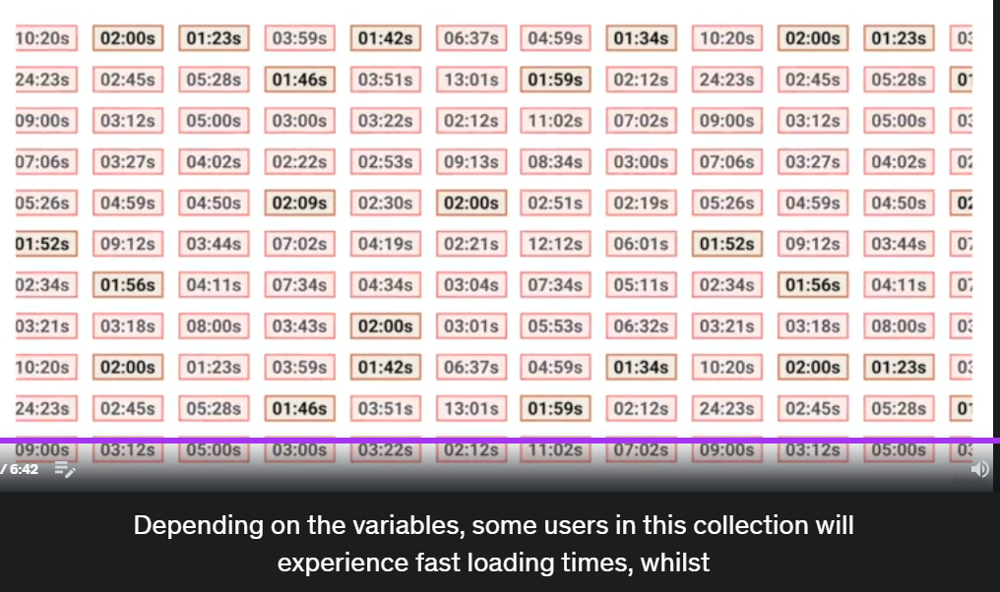 10:20s 02:00s 01:23s 03:59s 01:42s 06:37s 04:59s 01:34s 10:20s 02:00s 01:23s
24:23s 02:45s 05:28s 01:46s 03:51s 13:01s 01:59s 02:12s 24:23s 02:45s 05:28s
09:00s 03:12s 05:00s 03:00s 03:22s 02:12s 11:02s 07:02s 09:00s 03:12s 05:00s
07:06s 03:27s 04:02s 02:22s 02:53s 09:13s 08:34s 03:00s 07:06s 03:27s 04:02s
05:26s 04:59s 04:50s 02:09s 02:30s 02:00s 02:51s 02:19s 05:26s 04:59s 04:50s
01:52s 09:12s 03:44s 07:02s 04:19s 02:21s 12:12s 06:01s 01:52s 09:12s 03:44s
02:34s 01:56s 04:11s 07:34s 04:34s 03:04s 07:34s 05:11s 02:34s 01:56s 04:11s
03:21s 03:18s 08:00s 03:43s 02:00s 03:01s 05:53s 06:32s 03:21s 03:18s 08:00s
10:20s 02:00s 01:23s 03:59s 01:42s 06:37s 04:59s 01:34s 10:20s 02:00s 01:23s
24:23s 02:45s 05:28s 01:46s 03:51s 13:01s 01:59s 02:12s 24:23s 02:45s 05:28s
09:00s 03:12s 05:00s 03:00s 03:22s 02:12s 11:02s 07:02s 09:00s 03:12s 05:00s
/ 6:42
Depending on the variables, some users in this collection will
experience fast loading times, whilst